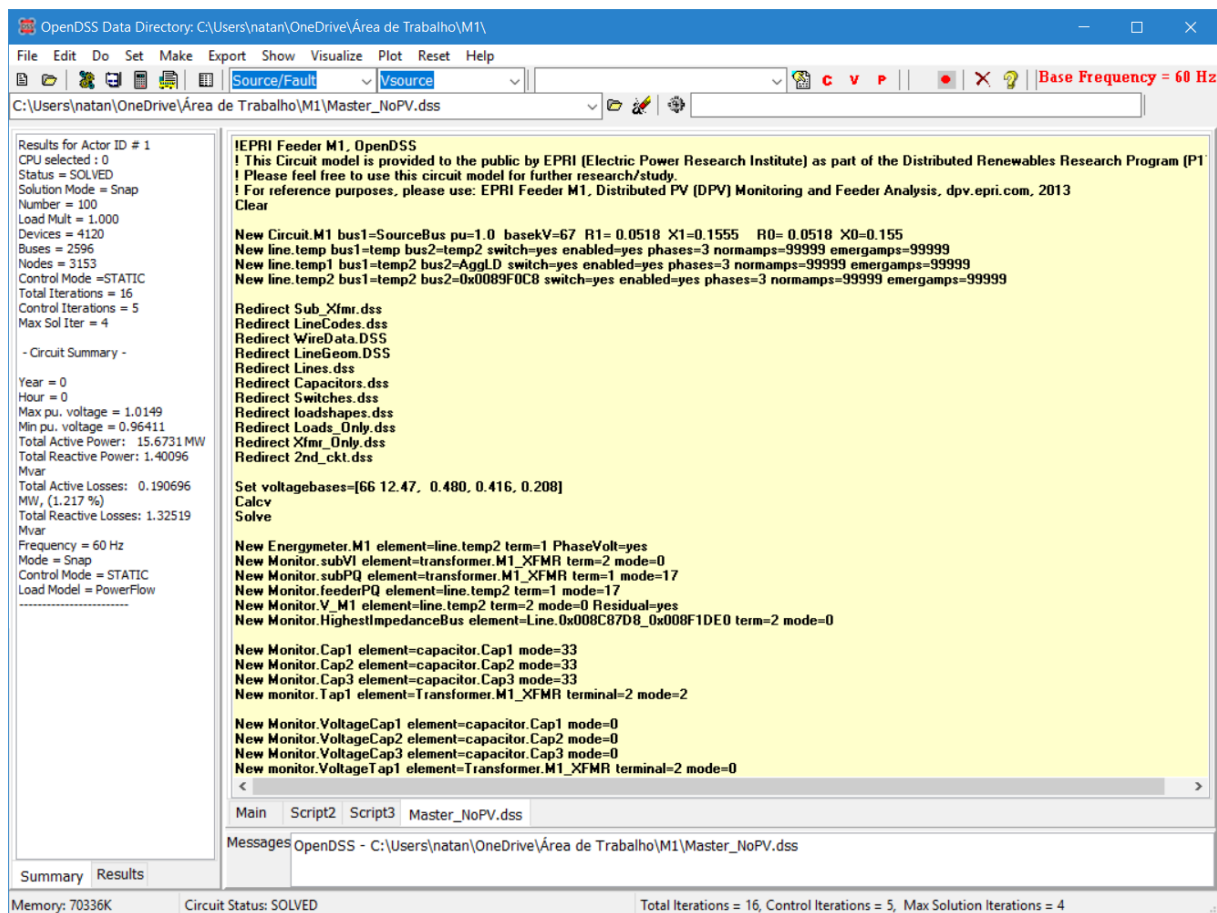 OpenDSS Data Directory: C:\Users\natan\OneDrive\Área de Trabalho\M1\
File Edit Do Set Make Export Show Visualize Plot Reset Help
Source/Fault Vsource C V P Base Frequency = 60 Hz
C:\Users\natan\OneDrive\Área de Trabalho\M1\Master_NoPV.dss
Results for Actor ID # 1
CPU selected : 0
Status = SOLVED
Solution Mode = Snap
Number = 100
Load Mult = 1.000
Devices = 4120
Buses = 2596
Nodes = 3153
Control Mode =STATIC
Total Iterations = 16
Control Iterations = 5
Max Sol Iter = 4
- Circuit Summary -
Year = 0
Hour = 0
Max pu. voltage = 1.0149
Min pu. voltage = 0.96411
Total Active Power: 15.6731 MW
Total Reactive Power: 1.40096
Mvar
Total Active Losses: 0.190696
MW, (1.217 %)
Total Reactive Losses: 1.32519
Mvar
Frequency = 60 Hz
Mode = Snap
Control Mode = STATIC
Load Model = PowerFlow
------------------------
Summary Results
!EPRI Feeder M1, OpenDSS
! This Circuit model is provided to the public by EPRI (Electric Power Research Institute) as part of the Distributed Renewables Research Program (P1
! Please feel free to use this circuit model for further research/study.
! For reference purposes, please use: EPRI Feeder M1, Distributed PV (DPV) Monitoring and Feeder Analysis, dpv.epri.com, 2013
Clear
New Circuit.M1 bus1=SourceBus pu=1.0 basekV=67 R1= 0.0518 X1=0.1555 R0= 0.0518 X0=0.155
New line.temp bus1=temp bus2=temp2 switch=yes enabled=yes phases=3 normamps=99999 emergamps=99999
New line.temp1 bus1=temp2 bus2=AggLD switch=yes enabled=yes phases=3 normamps=99999 emergamps=99999
New line.temp2 bus1=temp2 bus2=0x0089F0C8 switch=yes enabled=yes phases=3 normamps=99999 emergamps=99999
Redirect Sub_Xfmr.dss
Redirect LineCodes.dss
Redirect WireData.DSS
Redirect LineGeom.DSS
Redirect Lines.dss
Redirect Capacitors.dss
Redirect Switches.dss
Redirect loadshapes.dss
Redirect Loads_Only.dss
Redirect Xfmr_Only.dss
Redirect 2nd_ckt.dss
Set voltagebases=[66 12.47, 0.480, 0.416, 0.208]
Calcv
Solve
New Energymeter.M1 element=line.temp2 term=1 PhaseVolt=yes
New Monitor.subVI element=transformer.M1_XFMR term=2 mode=0
New Monitor.subPQ element=transformer.M1_XFMR term=1 mode=17
New Monitor.feederPQ element=line.temp2 term=1 mode=17
New Monitor.V_M1 element=line.temp2 term=2 mode=0 Residual=yes
New Monitor.HighestImpedanceBus element=Line.0x008C87D8_0x008F1DE0 term=2 mode=0
New Monitor.Cap1 element=capacitor.Cap1 mode=33
New Monitor.Cap2 element=capacitor.Cap2 mode=33
New Monitor.Cap3 element=capacitor.Cap3 mode=33
New monitor.Tap1 element=Transformer.M1_XFMR terminal=2 mode=2
New Monitor.VoltageCap1 element=capacitor.Cap1 mode=0
New Monitor.VoltageCap2 element=capacitor.Cap2 mode=0
New Monitor.VoltageCap3 element=capacitor.Cap3 mode=0
New monitor.VoltageTap1 element=Transformer.M1_XFMR terminal=2 mode=0
Main Script2 Script3 Master_NoPV.dss
Messages OpenDSS - C:\Users\natan\OneDrive\Área de Trabalho\M1\Master_NoPV.dss
Memory: 70336K Circuit Status: SOLVED Total Iterations = 16, Control Iterations = 5, Max Solution Iterations = 4